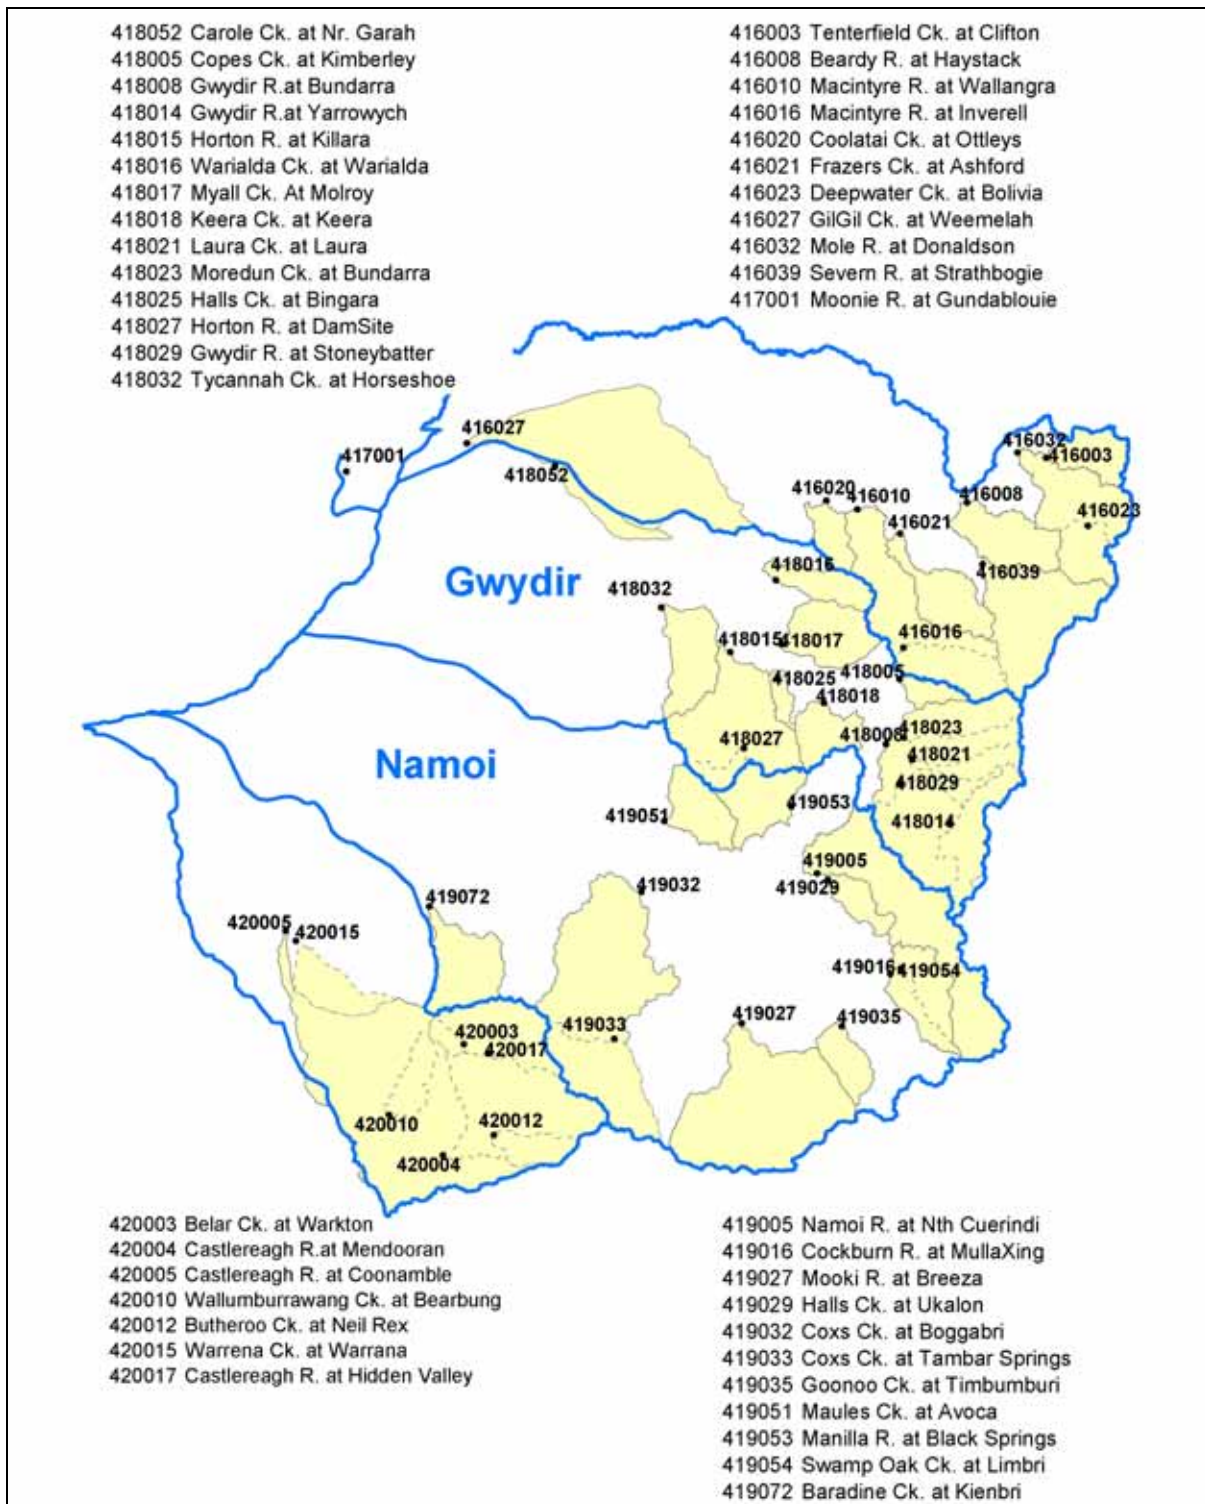 418052 Carole Ck. at Nr. Garah
418005 Copes Ck. at Kimberley
418008 Gwydir R.at Bundarra
418014 Gwydir R.at Yarrowych
418015 Horton R. at Killara
418016 Warialda Ck. at Warialda
418017 Myall Ck. At Molroy
418018 Keera Ck. at Keera
418021 Laura Ck. at Laura
418023 Moredun Ck. at Bundarra
418025 Halls Ck. at Bingara
418027 Horton R. at DamSite
418029 Gwydir R. at Stoneybatter
418032 Tycannah Ck. at Horseshoe
416003 Tenterfield Ck. at Clifton
416008 Beardy R. at Haystack
416010 Macintyre R. at Wallangra
416016 Macintyre R. at Inverell
416020 Coolatai Ck. at Ottleys
416021 Frazers Ck. at Ashford
416023 Deepwater Ck. at Bolivia
416027 GilGil Ck. at Weemelah
416032 Mole R. at Donaldson
416039 Severn R. at Strathbogie
417001 Moonie R. at Gundablouie
416027
417001
418052
416032
416003
416020
416010
416008
416023
416021
418016
416039
Gwydir
418032
418015
418017
416016
418025
418005
418018
418027
418008
418023
418021
Namoi
418029
419051
419053
418014
419005
419029
419032
419072
420005
420015
419016
419054
419027
419035
419033
420003
420017
420010
420012
420004
420003 Belar Ck. at Warkton
420004 Castlereagh R.at Mendooran
420005 Castlereagh R. at Coonamble
420010 Wallumburrawang Ck. at Bearbung
420012 Butheroo Ck. at Neil Rex
420015 Warrena Ck. at Warrana
420017 Castlereagh R. at Hidden Valley
419005 Namoi R. at Nth Cuerindi
419016 Cockburn R. at MullaXing
419027 Mooki R. at Breeza
419029 Halls Ck. at Ukalon
419032 Coxs Ck. at Boggabri
419033 Coxs Ck. at Tambar Springs
419035 Goonoo Ck. at Timbumburi
419051 Maules Ck. at Avoca
419053 Manilla R. at Black Springs
419054 Swamp Oak Ck. at Limbri
419072 Baradine Ck. at Kienbri